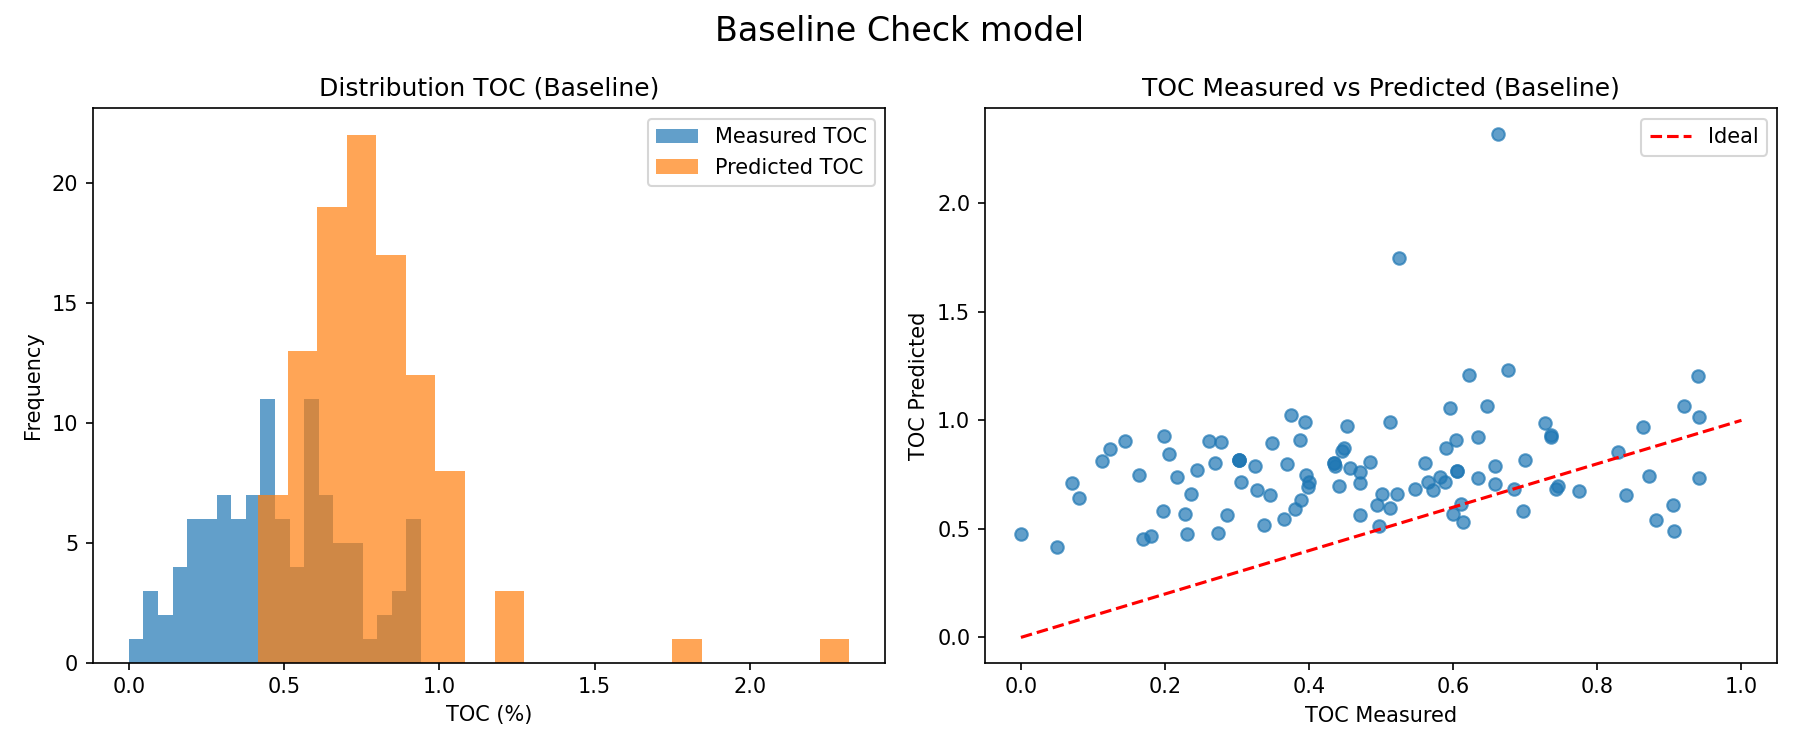 Baseline Check model
Distribution TOC (Baseline)
Measured TOC
Predicted TOC
Frequency
20
15
10
5
0
0.0 0.5 1.0 1.5 2.0
TOC (%)
TOC Measured vs Predicted (Baseline)
Ideal
TOC Predicted
2.0
1.5
1.0
0.5
0.0
0.0 0.2 0.4 0.6 0.8 1.0
TOC Measured